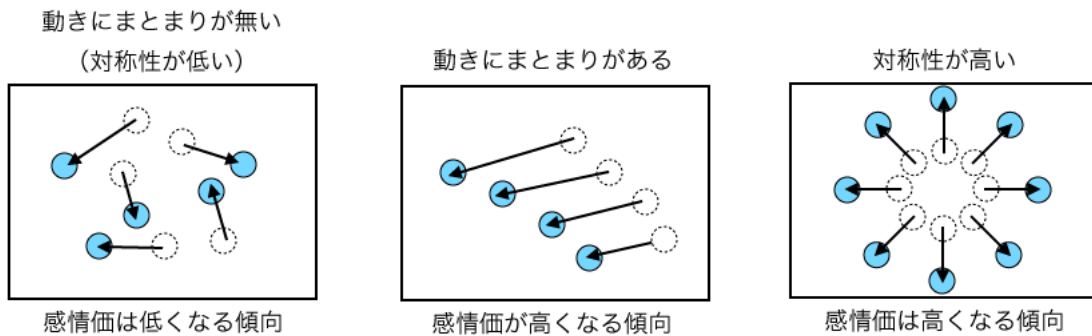 動きにまとまりが無い
（対称性が低い）
感情価は低くなる傾向
動きにまとまりがある
感情価が高くなる傾向
対称性が高い
感情価は高くなる傾向